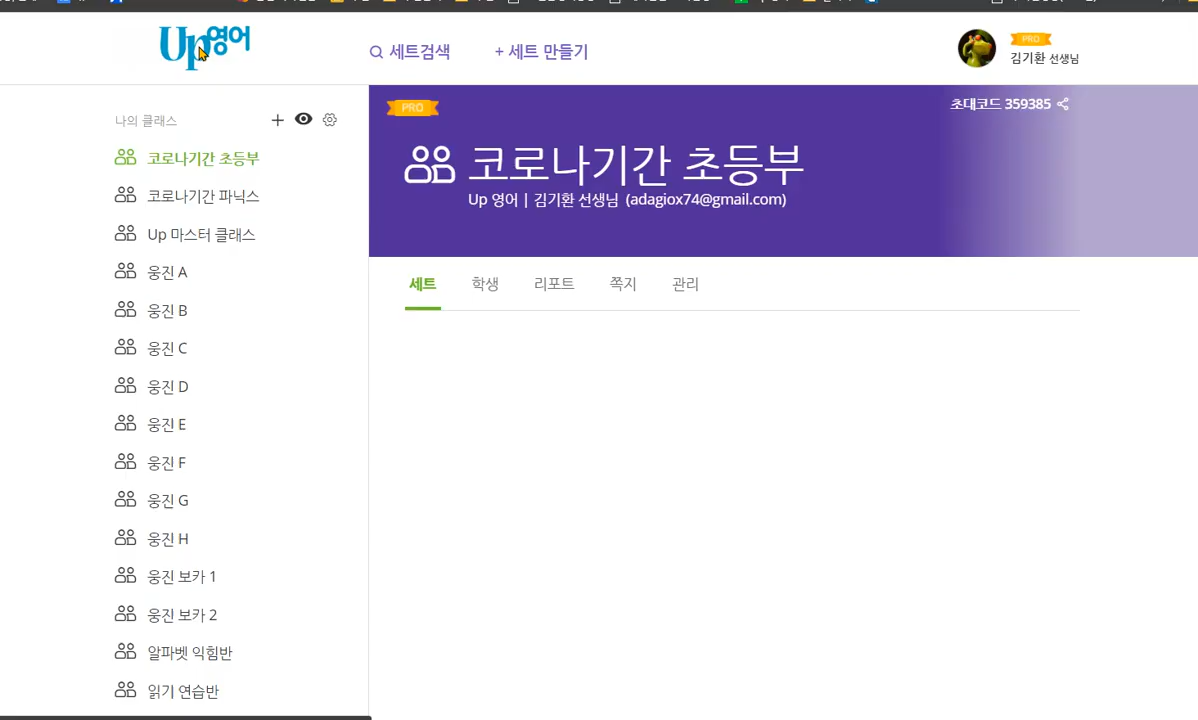 Up영어
세트검색
+ 세트 만들기
PRO
김기환 선생님
나의 클래스
코로나기간 초등부
코로나기간 파닉스
Up 마스터 클래스
웅진 A
웅진 B
웅진 C
웅진 D
웅진 E
웅진 F
웅진 G
웅진 H
웅진 보카 1
웅진 보카 2
알파벳 익힘반
읽기 연습반
PRO
초대코드 359385
코로나기간 초등부
Up 영어 | 김기환 선생님 (adagiox74@gmail.com)
세트 학생 리포트 쪽지 관리